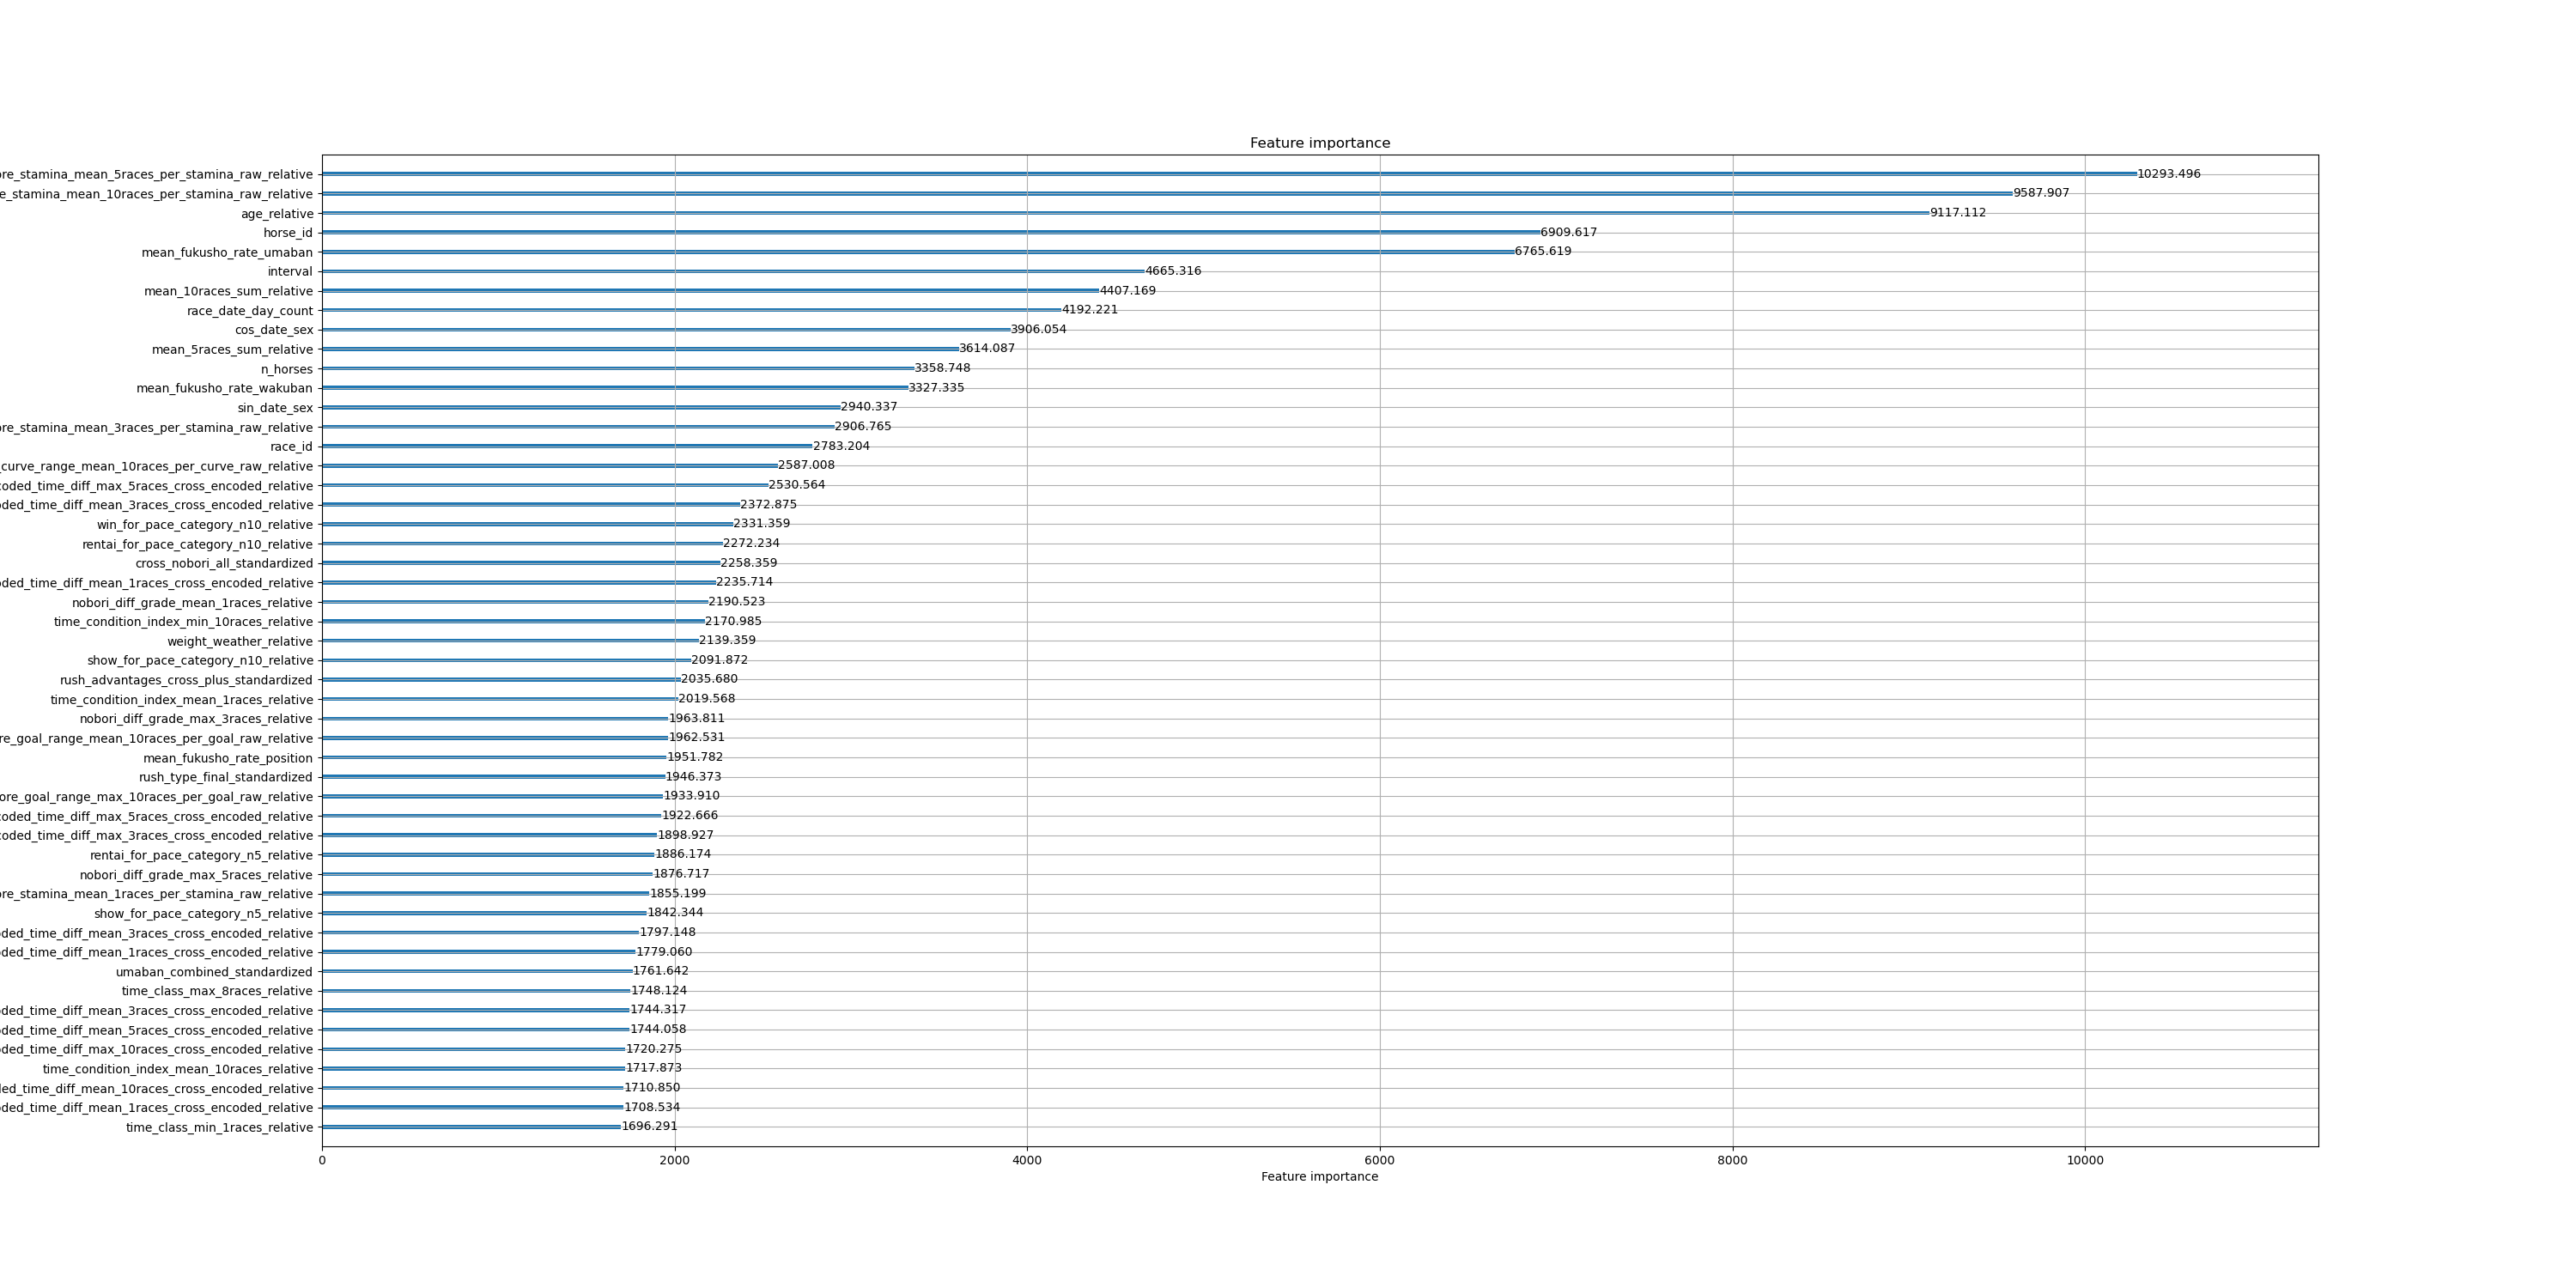 Feature importance
ore_stamina_mean_5races_per_stamina_raw_relative 10293.496
e_stamina_mean_10races_per_stamina_raw_relative 9587.907
age_relative 9117.112
horse_id 6909.617
mean_fukusho_rate_umaban 6765.619
interval 4665.316
mean_10races_sum_relative 4407.169
race_date_day_count 4192.221
cos_date_sex 3906.054
mean_5races_sum_relative 3614.087
n_horses 3358.748
mean_fukusho_rate_wakuban 3327.335
sin_date_sex 2940.337
ore_stamina_mean_3races_per_stamina_raw_relative 2906.765
race_id 2783.204
_curve_range_mean_10races_per_curve_raw_relative 2587.008
coded_time_diff_max_5races_cross_encoded_relative 2530.564
oded_time_diff_mean_3races_cross_encoded_relative 2372.875
win_for_pace_category_n10_relative 2331.359
rentai_for_pace_category_n10_relative 2272.234
cross_nobori_all_standardized 2258.359
oded_time_diff_mean_1races_cross_encoded_relative 2235.714
nobori_diff_grade_mean_1races_relative 2190.523
time_condition_index_min_10races_relative 2170.985
weight_weather_relative 2139.359
show_for_pace_category_n10_relative 2091.872
rush_advantages_cross_plus_standardized 2035.680
time_condition_index_mean_1races_relative 2019.568
nobori_diff_grade_max_3races_relative 1963.811
re_goal_range_mean_10races_per_goal_raw_relative 1962.531
mean_fukusho_rate_position 1951.782
rush_type_final_standardized 1946.373
ore_goal_range_max_10races_per_goal_raw_relative 1933.910
coded_time_diff_max_5races_cross_encoded_relative 1922.666
coded_time_diff_max_3races_cross_encoded_relative 1898.927
rentai_for_pace_category_n5_relative 1886.174
nobori_diff_grade_max_5races_relative 1876.717
ore_stamina_mean_1races_per_stamina_raw_relative 1855.199
show_for_pace_category_n5_relative 1842.344
oded_time_diff_mean_3races_cross_encoded_relative 1797.148
oded_time_diff_mean_1races_cross_encoded_relative 1779.060
umaban_combined_standardized 1761.642
time_class_max_8races_relative 1748.124
oded_time_diff_mean_3races_cross_encoded_relative 1744.317
oded_time_diff_mean_5races_cross_encoded_relative 1744.058
oded_time_diff_max_10races_cross_encoded_relative 1720.275
time_condition_index_mean_10races_relative 1717.873
ded_time_diff_mean_10races_cross_encoded_relative 1710.850
oded_time_diff_mean_1races_cross_encoded_relative 1708.534
time_class_min_1races_relative 1696.291
0 2000 4000 6000 8000 10000
Feature importance